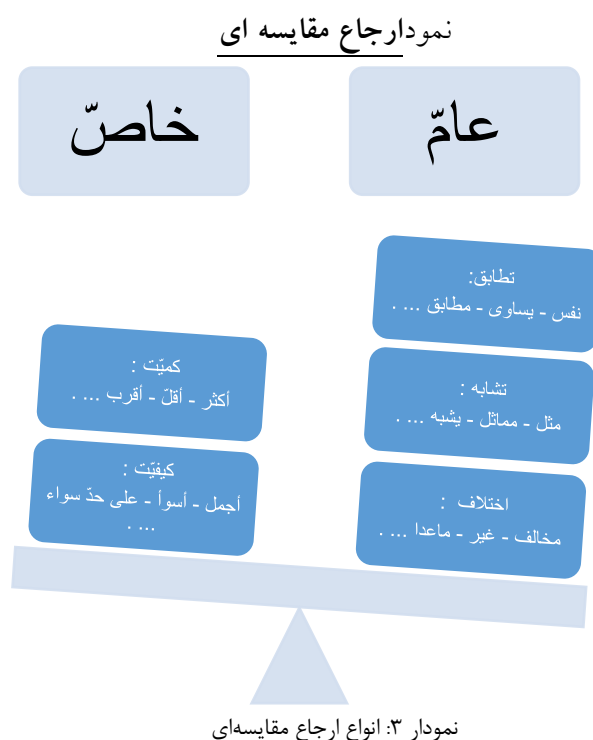 نمودارجاع مقایسه ای
عامّ
خاصّ
تطابق:
نفس - یساوی - مطابق ... .
تشابه :
مثل - مماثل - یشبه ... .
اختلاف :
مخالف - غیر - ماعدا ... .
کمیّت :
أکثر - أقلّ - أقرب ... .
کیفیّت :
أجمل - أسوأ - علی حدّ سواء
... .
نمودار ۳: انواع ارجاع مقایسه‌ای